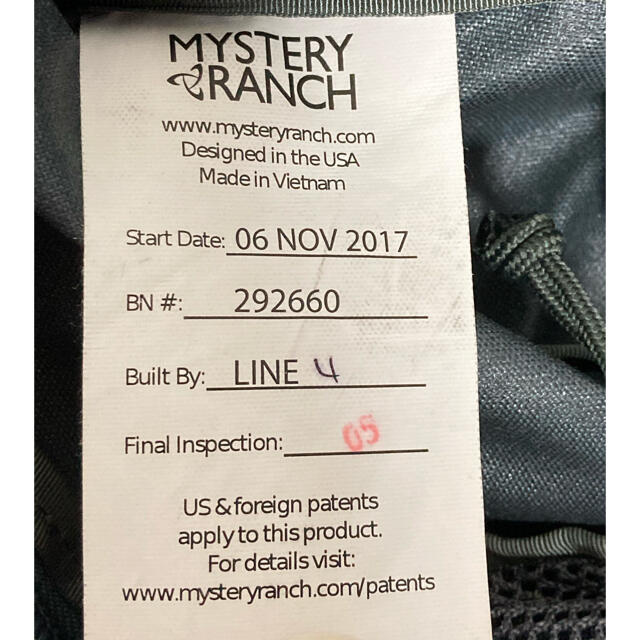 MYSTERY
RANCH
www.mysteryranch.com
Designed in the USA
Made in Vietnam
Start Date: 06 NOV 2017
BN #: 292660
Built By: LINE 4
Final Inspection: 05
US & foreign patents
apply to this product.
For details visit:
www.mysteryranch.com/patents